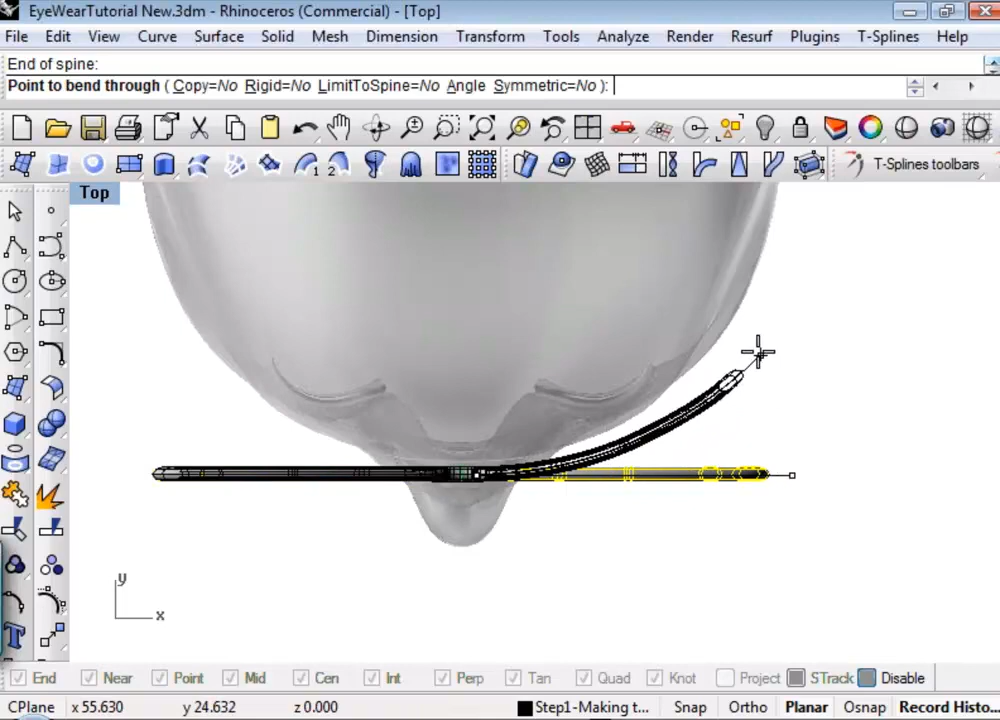 EyeWearTutorial New.3dm - Rhinoceros (Commercial) - [Top]
File Edit View Curve Surface Solid Mesh Dimension Transform Tools Analyze Render Resurf Plugins T-Splines Help
End of spine:
Point to bend through ( Copy=No Rigid=No LimitToSpine=No Angle Symmetric=No ):
1 2 T-Splines toolbars
Top
y
x
T
End Near Point Mid Cen Int Perp Tan Quad Knot Project STrack Disable
CPlane x 55.630 y 24.632 z 0.000 Step1-Making t... Snap Ortho Planar Osnap Record Histo...